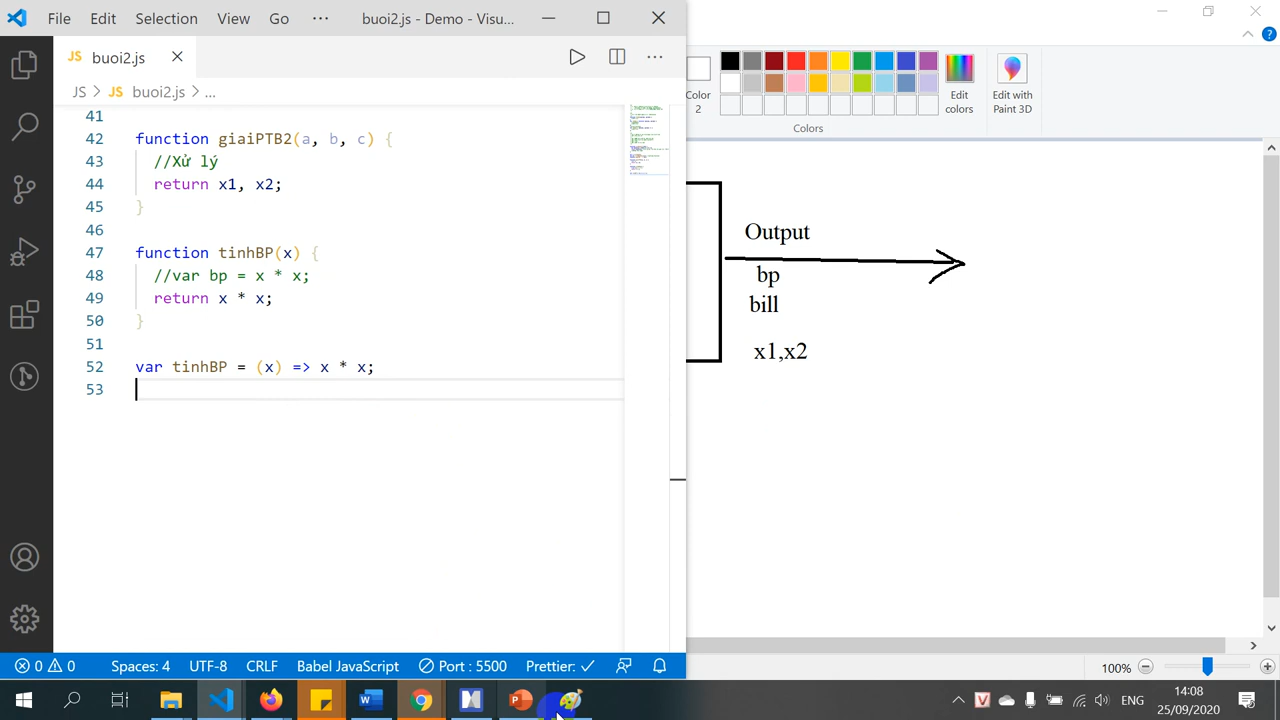 File Edit Selection View Go ··· buoi2.js - Demo - Visu...
JS buoi2.js
JS > JS buoi2.js > ...
41
42 function giaiPTB2(a, b, c) {
43 //Xử lý
44 return x1, x2;
45 }
46
47 function tinhBP(x) {
48 //var bp = x * x;
49 return x * x;
50 }
51
52 var tinhBP = (x) => x * x;
53
0 0 Spaces: 4 UTF-8 CRLF Babel JavaScript Port : 5500 Prettier: ✓
Color
2
Edit
colors
Edit with
Paint 3D
Colors
Output
bp
bill
x1,x2
100%
ENG
14:08
25/09/2020